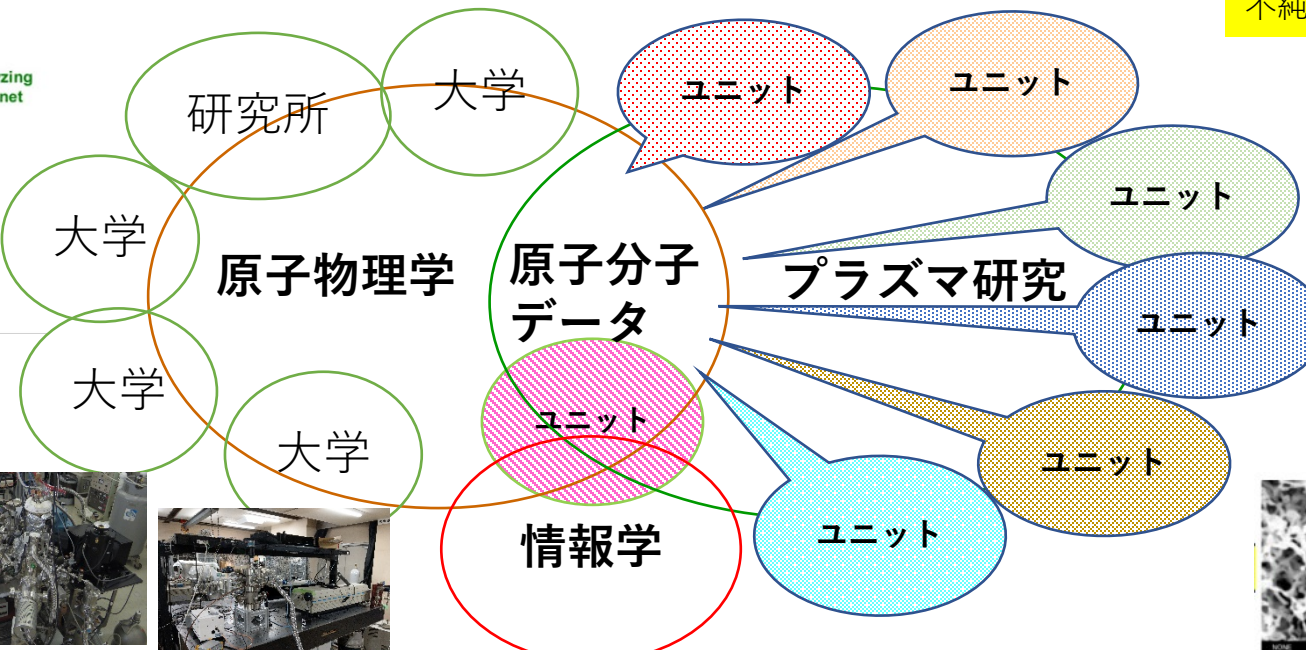 zing
net
研究所
大学
大学
大学
大学
原子物理学
原子分子
データ
プラズマ研究
情報学
ユニット
ユニット
ユニット
ユニット
ユニット
ユニット
ユニット
不純
NONE